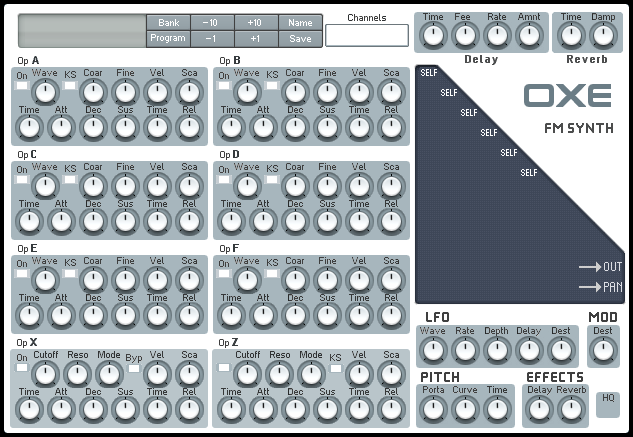 Bank -10 +10 Name
Program -1 +1 Save
Channels
Time Fee Rate Amnt
Delay
Time Damp
Reverb
Op A
On Wave KS Coar Fine Vel Sca
Time Att Dec Sus Time Rel
Op B
On Wave KS Coar Fine Vel Sca
Time Att Dec Sus Time Rel
Op C
On Wave KS Coar Fine Vel Sca
Time Att Dec Sus Time Rel
Op D
On Wave KS Coar Fine Vel Sca
Time Att Dec Sus Time Rel
Op E
On Wave KS Coar Fine Vel Sca
Time Att Dec Sus Time Rel
Op F
On Wave KS Coar Fine Vel Sca
Time Att Dec Sus Time Rel
Op X
On Cutoff Reso Mode Byp Vel Sca
Time Att Dec Sus Time Rel
Op Z
On Cutoff Reso Mode KS Vel Sca
Time Att Dec Sus Time Rel
SELF
SELF
SELF
SELF
SELF
SELF
OXE
FM SYNTH
OUT
PAN
LFO
Wave Rate Depth Delay Dest
MOD
Dest
PITCH
Porta Curve Time
EFFECTS
Delay Reverb
HQ